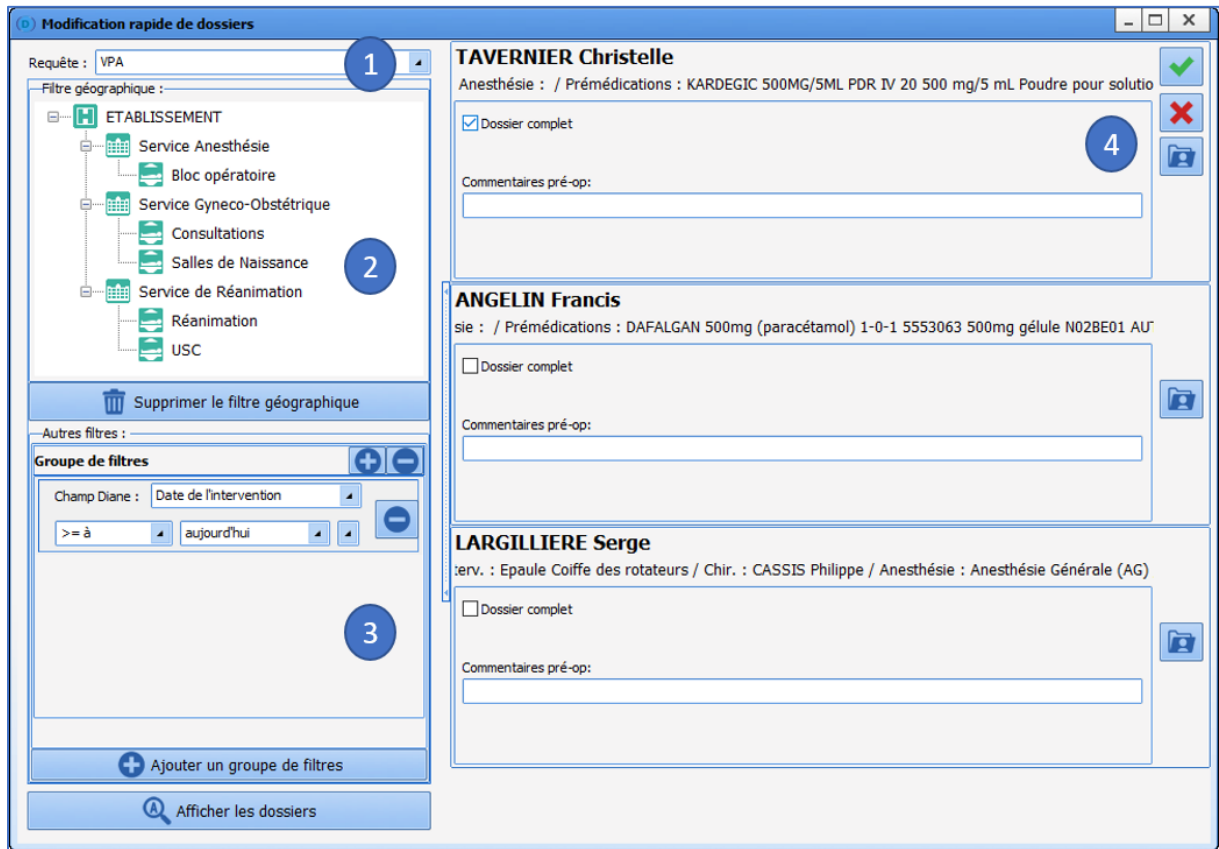 Modification rapide de dossiers
Requête : VPA
1
Filtre géographique :
ETABLISSEMENT
Service Anesthésie
Bloc opératoire
Service Gyneco-Obstétrique
Consultations
Salles de Naissance
2
Service de Réanimation
Réanimation
USC
Supprimer le filtre géographique
Autres filtres :
Groupe de filtres
Champ Diane : Date de l'intervention
>= à aujourd'hui
3
Ajouter un groupe de filtres
Afficher les dossiers
TAVERNIER Christelle
Anesthésie : / Prémédications : KARDEGIC 500MG/5ML PDR IV 20 500 mg/5 mL Poudre pour solutio
Dossier complet
4
Commentaires pré-op:
ANGELIN Francis
sie : / Prémédications : DAFALGAN 500mg (paracétamol) 1-0-1 5553063 500mg gélule N02BE01 AUT
Dossier complet
Commentaires pré-op:
LARGILLIERE Serge
terv. : Epaule Coiffe des rotateurs / Chir. : CASSIS Philippe / Anesthésie : Anesthésie Générale (AG)
Dossier complet
Commentaires pré-op: